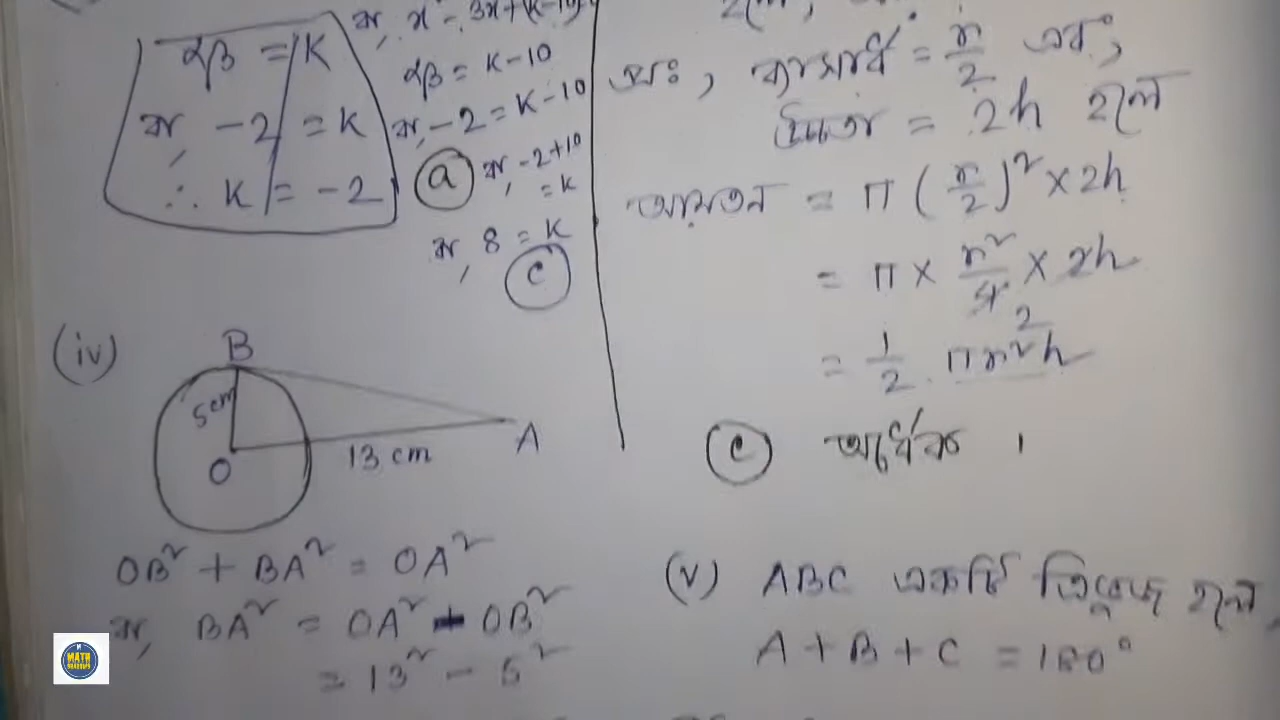 αβ = K
বা, -2 = K
∴ K = -2
αβ = K-10
বা, -2 = K-10
(a) বা, -2+10
= K
বা, 8 = K
(c)
ব্যাসার্ধ = r/2 এবং,
উচ্চতা = 2h হলে
আয়তন = π (r/2)² × 2h
= π × r²/4 × 2h
2
= 1/2 πr²h
(c) অর্ধেক ।
(iv)
B
5cm
O
13 cm
A
OB² + BA² = OA²
বা, BA² = OA² - OB²
= 13² - 5²
(v) ABC একটি ত্রিভুজ হলে,
A + B + C = 180°
M
MATH